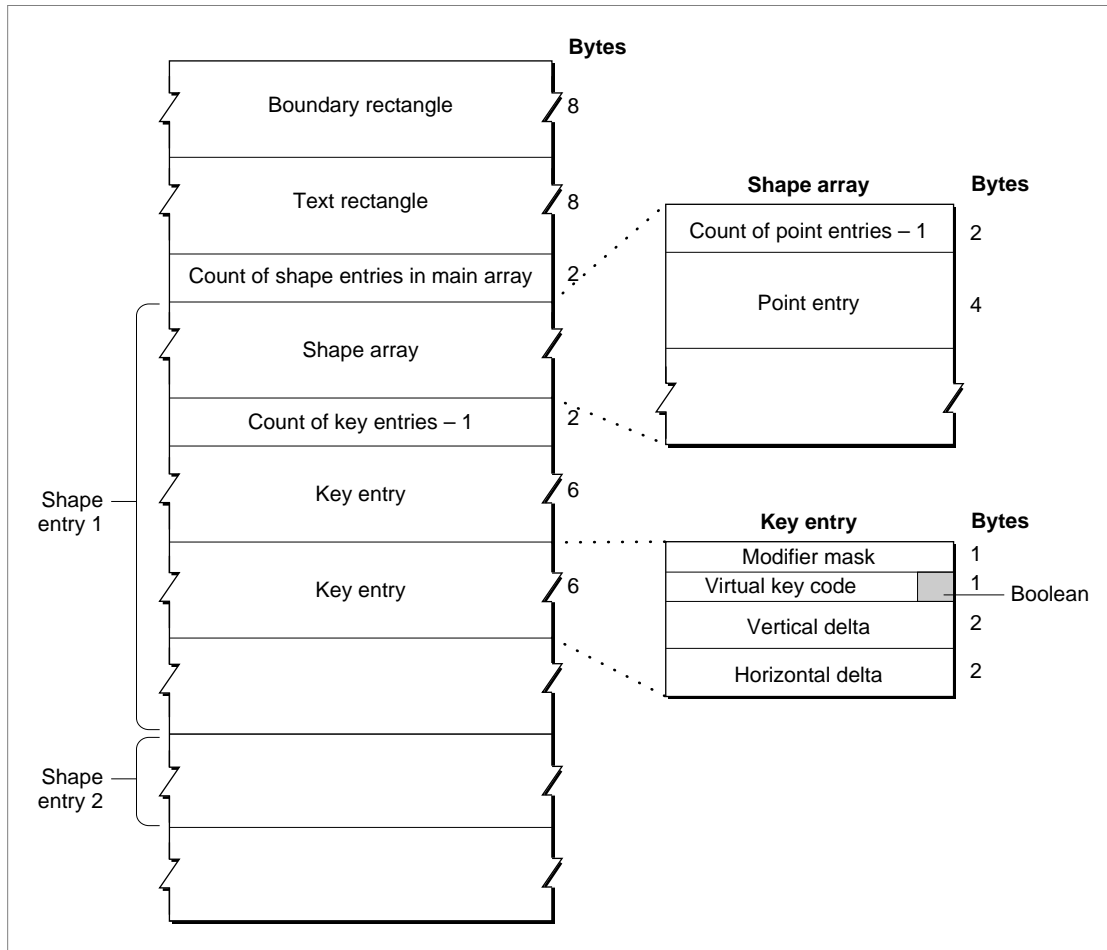 Bytes
Boundary rectangle
8
Text rectangle
8
Count of shape entries in main array
2
Shape array
Count of key entries – 1
2
Key entry
6
Key entry
6
Shape
entry 1
Shape
entry 2
Shape array
Bytes
Count of point entries – 1
2
Point entry
4
Key entry
Bytes
Modifier mask
1
Virtual key code
1
Boolean
Vertical delta
2
Horizontal delta
2